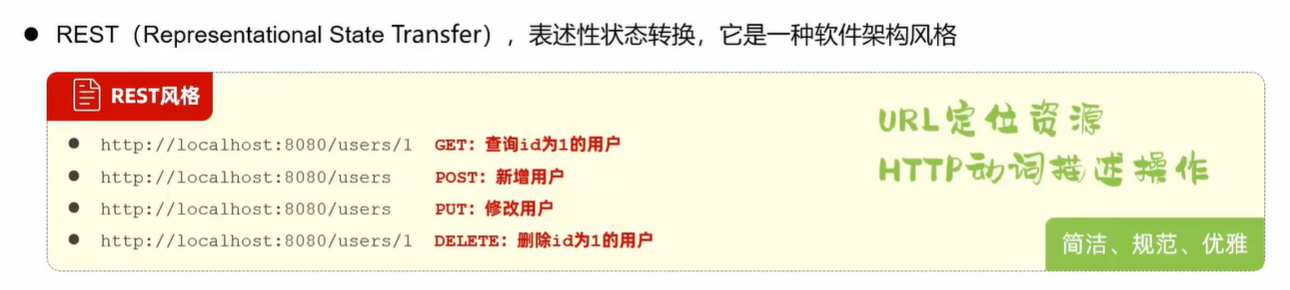 ● REST（Representational State Transfer），表述性状态转换，它是一种软件架构风格
REST风格
● http://localhost:8080/users/1 GET：查询id为1的用户
● http://localhost:8080/users POST：新增用户
● http://localhost:8080/users PUT：修改用户
● http://localhost:8080/users/1 DELETE：删除id为1的用户
URL定位资源
HTTP动词描述操作
简洁、规范、优雅